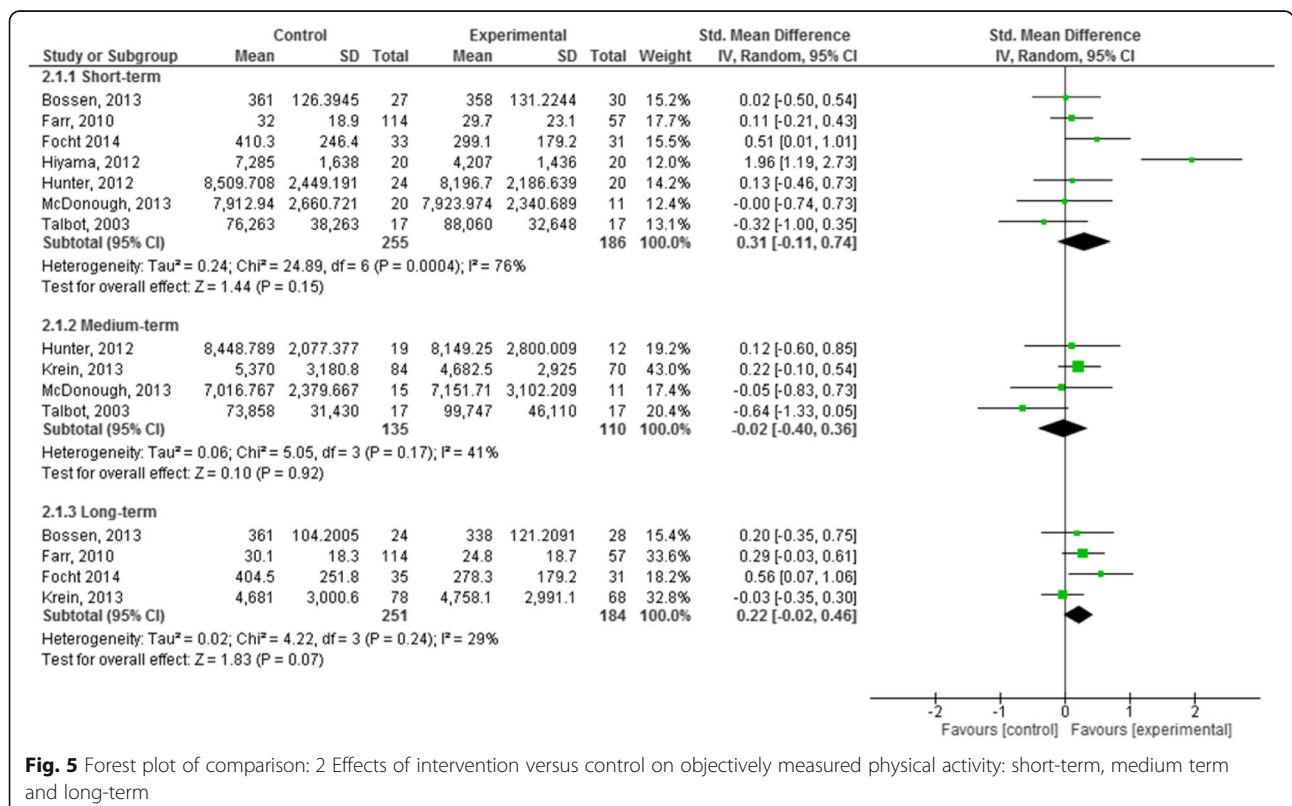 Control Experimental Std. Mean Difference Std. Mean Difference
Study or Subgroup Mean SD Total Mean SD Total Weight IV, Random, 95% CI IV, Random, 95% CI
2.1.1 Short-term
Bossen, 2013 361 126.3945 27 358 131.2244 30 15.2% 0.02 [-0.50, 0.54]
Farr, 2010 32 18.9 114 29.7 23.1 57 17.7% 0.11 [-0.21, 0.43]
Focht 2014 410.3 246.4 33 299.1 179.2 31 15.5% 0.51 [0.01, 1.01]
Hiyama, 2012 7,285 1,638 20 4,207 1,436 20 12.0% 1.96 [1.19, 2.73]
Hunter, 2012 8,509.708 2,449.191 24 8,196.7 2,186.639 20 14.2% 0.13 [-0.46, 0.73]
McDonough, 2013 7,912.94 2,660.721 20 7,923.974 2,340.689 11 12.4% -0.00 [-0.74, 0.73]
Talbot, 2003 76,263 38,263 17 88,060 32,648 17 13.1% -0.32 [-1.00, 0.35]
Subtotal (95% CI) 255 186 100.0% 0.31 [-0.11, 0.74]
Heterogeneity: Tau² = 0.24; Chi² = 24.89, df = 6 (P = 0.0004); I² = 76%
Test for overall effect: Z = 1.44 (P = 0.15)
2.1.2 Medium-term
Hunter, 2012 8,448.789 2,077.377 19 8,149.25 2,800.009 12 19.2% 0.12 [-0.60, 0.85]
Krein, 2013 5,370 3,180.8 84 4,682.5 2,925 70 43.0% 0.22 [-0.10, 0.54]
McDonough, 2013 7,016.767 2,379.667 15 7,151.71 3,102.209 11 17.4% -0.05 [-0.83, 0.73]
Talbot, 2003 73,858 31,430 17 99,747 46,110 17 20.4% -0.64 [-1.33, 0.05]
Subtotal (95% CI) 135 110 100.0% -0.02 [-0.40, 0.36]
Heterogeneity: Tau² = 0.06; Chi² = 5.05, df = 3 (P = 0.17); I² = 41%
Test for overall effect: Z = 0.10 (P = 0.92)
2.1.3 Long-term
Bossen, 2013 361 104.2005 24 338 121.2091 28 15.4% 0.20 [-0.35, 0.75]
Farr, 2010 30.1 18.3 114 24.8 18.7 57 33.6% 0.29 [-0.03, 0.61]
Focht 2014 404.5 251.8 35 278.3 179.2 31 18.2% 0.56 [0.07, 1.06]
Krein, 2013 4,681 3,000.6 78 4,758.1 2,991.1 68 32.8% -0.03 [-0.35, 0.30]
Subtotal (95% CI) 251 184 100.0% 0.22 [-0.02, 0.46]
Heterogeneity: Tau² = 0.02; Chi² = 4.22, df = 3 (P = 0.24); I² = 29%
Test for overall effect: Z = 1.83 (P = 0.07)
-2 -1 0 1 2
Favours [control] Favours [experimental]
Fig. 5 Forest plot of comparison: 2 Effects of intervention versus control on objectively measured physical activity: short-term, medium term
and long-term